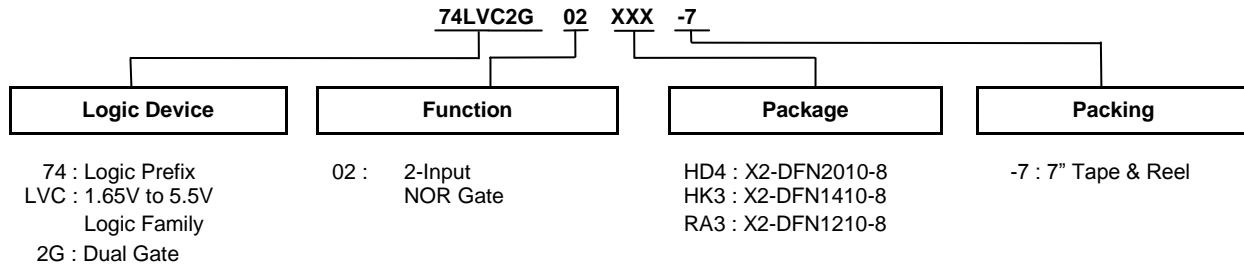 74LVC2G 02 XXX -7
Logic Device
Function
Package
Packing
74 : Logic Prefix
LVC : 1.65V to 5.5V
Logic Family
2G : Dual Gate
02 : 2-Input
NOR Gate
HD4 : X2-DFN2010-8
HK3 : X2-DFN1410-8
RA3 : X2-DFN1210-8
-7 : 7” Tape & Reel